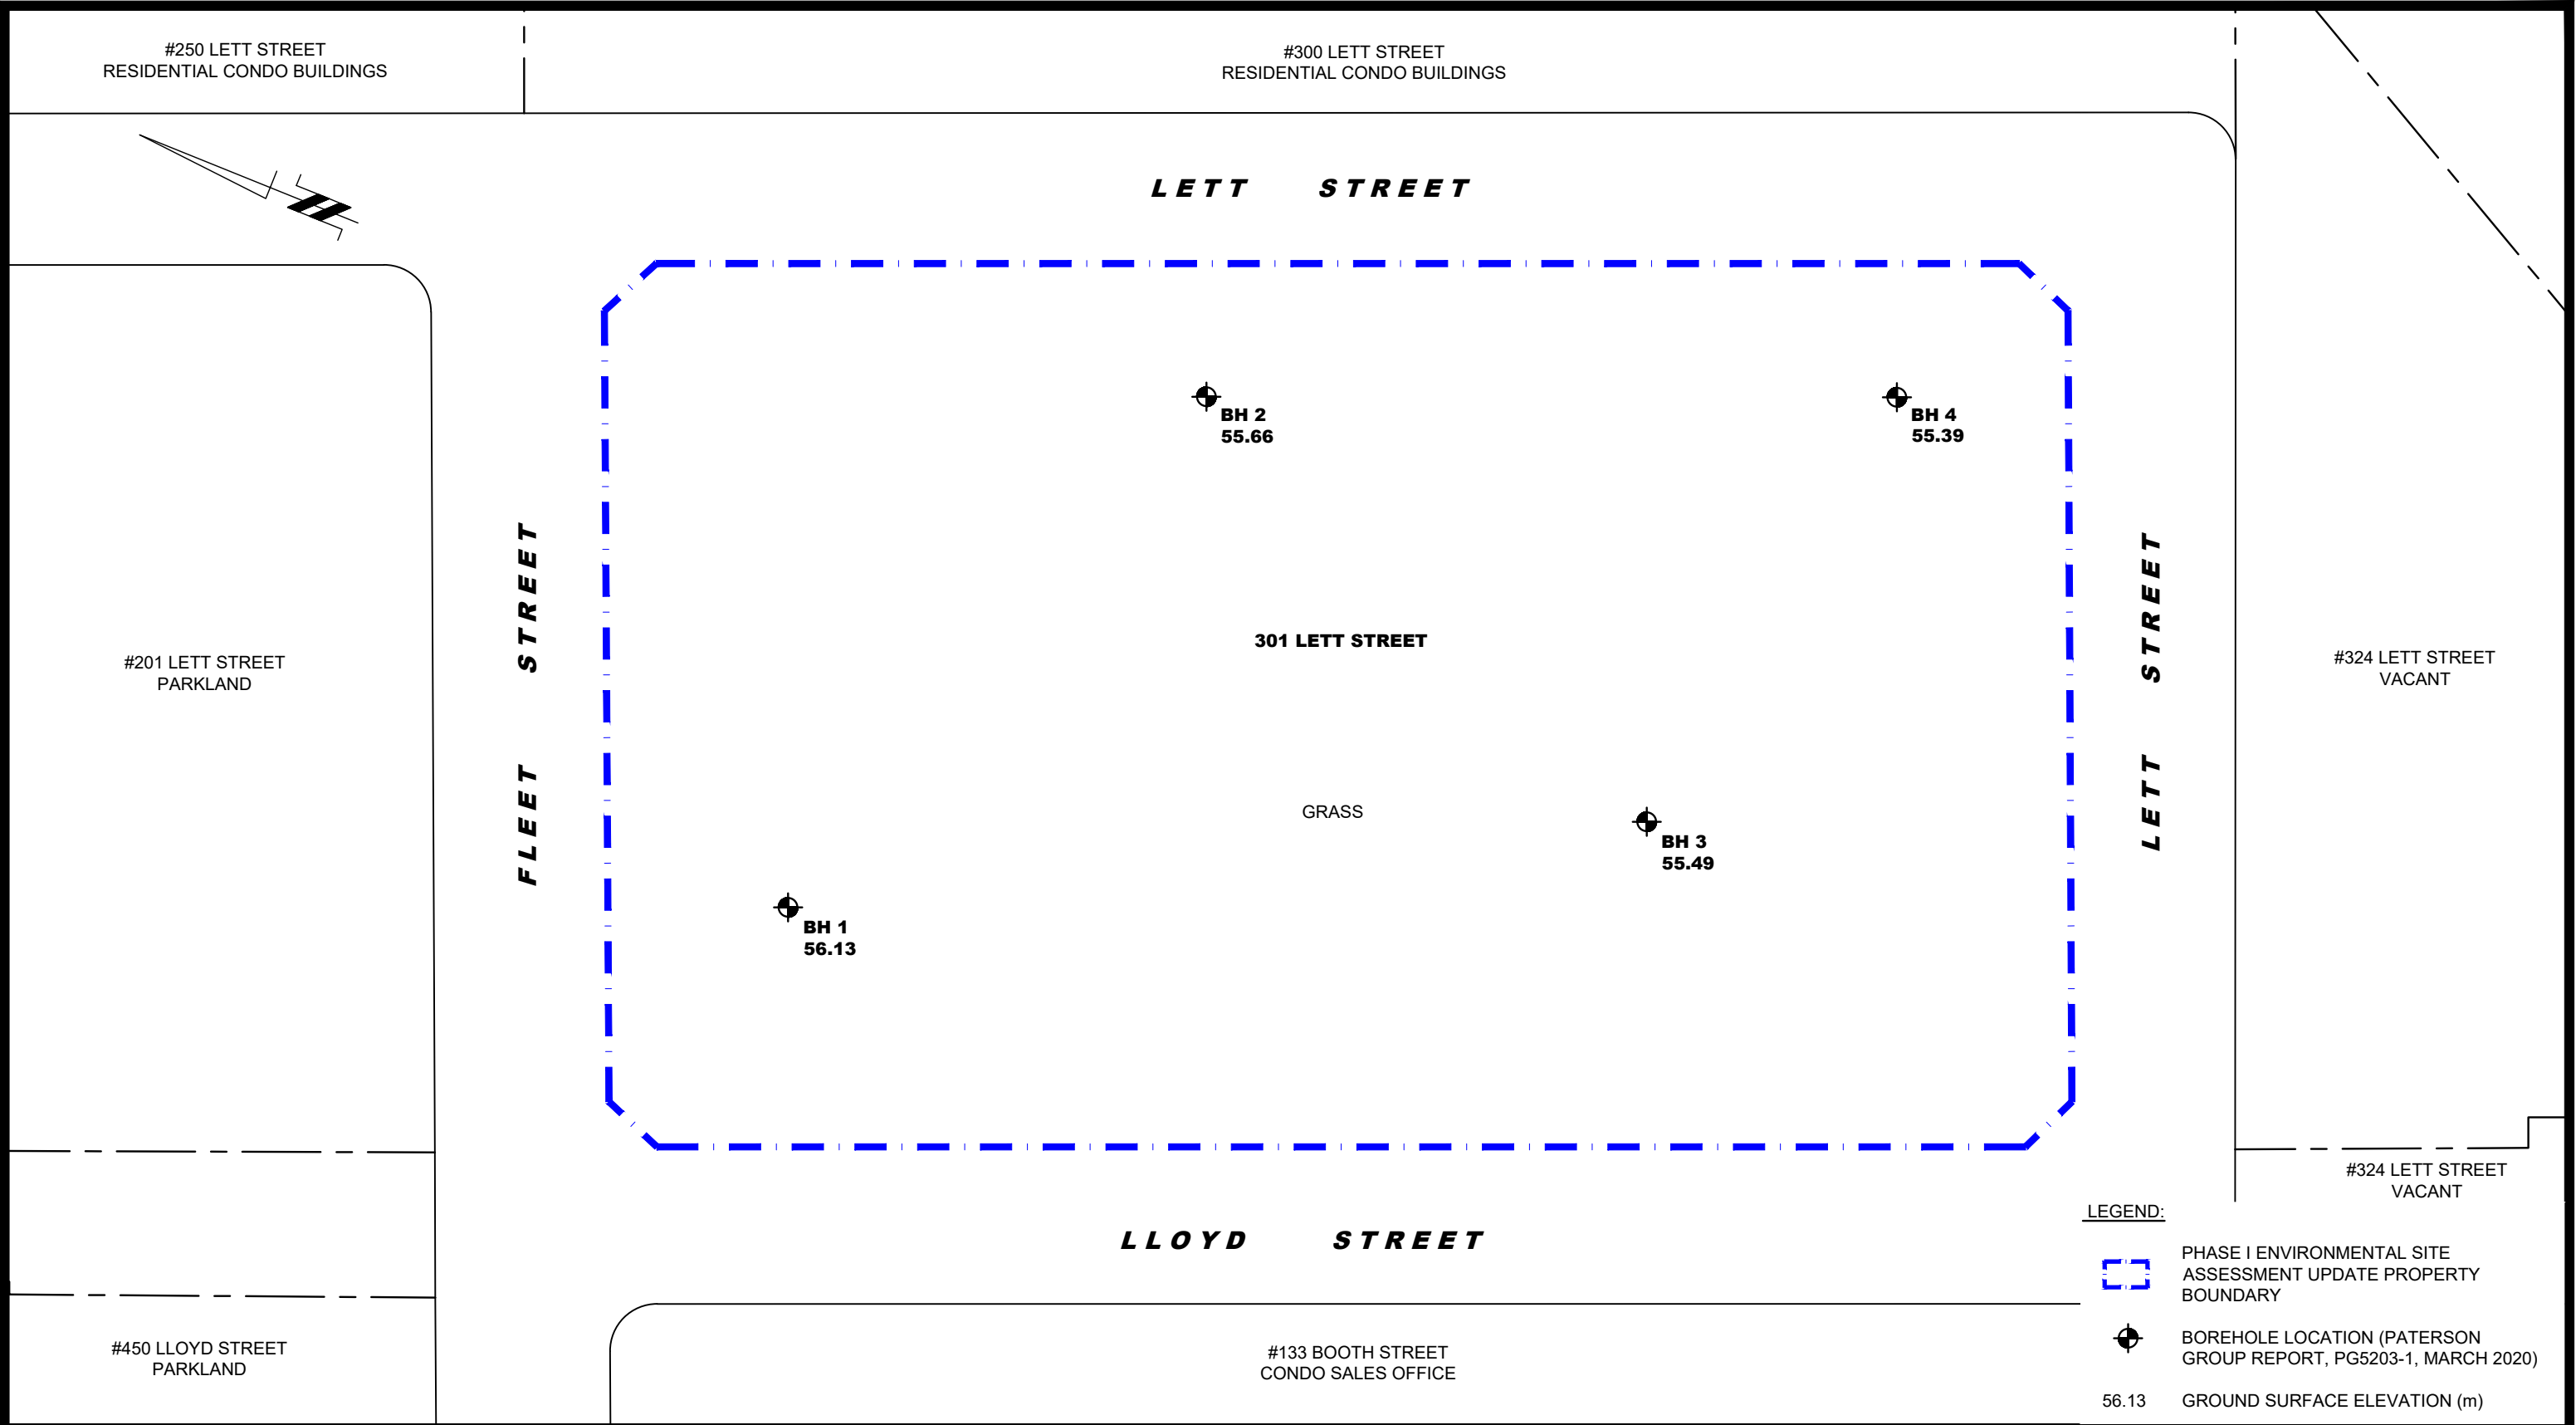 #250 LETT STREET
RESIDENTIAL CONDO BUILDINGS
#300 LETT STREET
RESIDENTIAL CONDO BUILDINGS
LETT STREET
BH 2
55.66
BH 4
55.39
FLEET STREET
LETT STREET
301 LETT STREET
#201 LETT STREET
PARKLAND
#324 LETT STREET
VACANT
GRASS
BH 3
55.49
BH 1
56.13
#324 LETT STREET
VACANT
LLOYD STREET
#450 LLOYD STREET
PARKLAND
#133 BOOTH STREET
CONDO SALES OFFICE
LEGEND:
PHASE I ENVIRONMENTAL SITE
ASSESSMENT UPDATE PROPERTY
BOUNDARY
BOREHOLE LOCATION (PATERSON
GROUP REPORT, PG5203-1, MARCH 2020)
56.13 GROUND SURFACE ELEVATION (m)